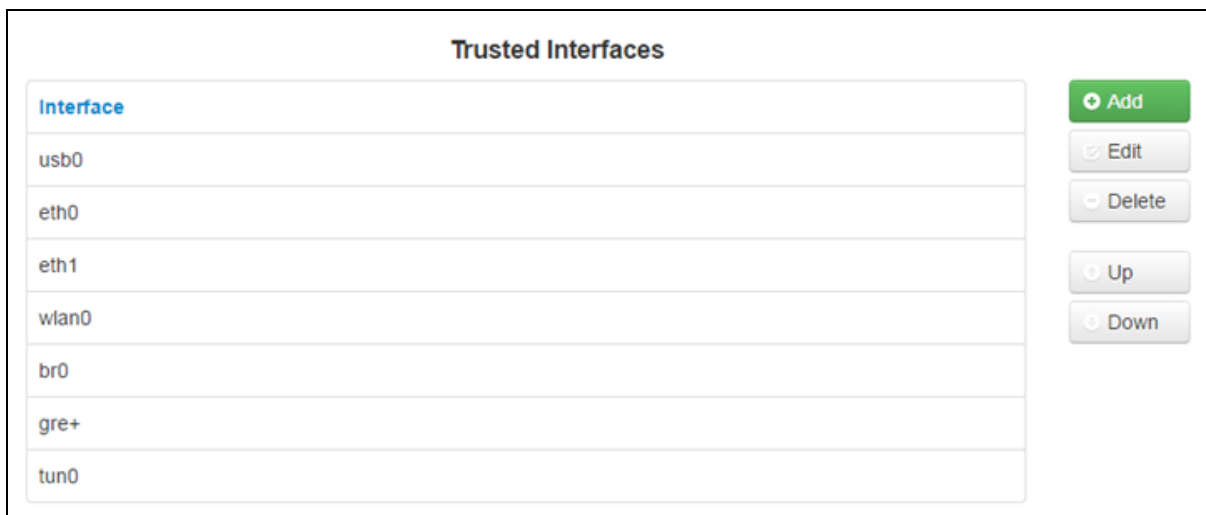 Trusted Interfaces
Interface
usb0
eth0
eth1
wlan0
br0
gre+
tun0
Add
Edit
Delete
Up
Down